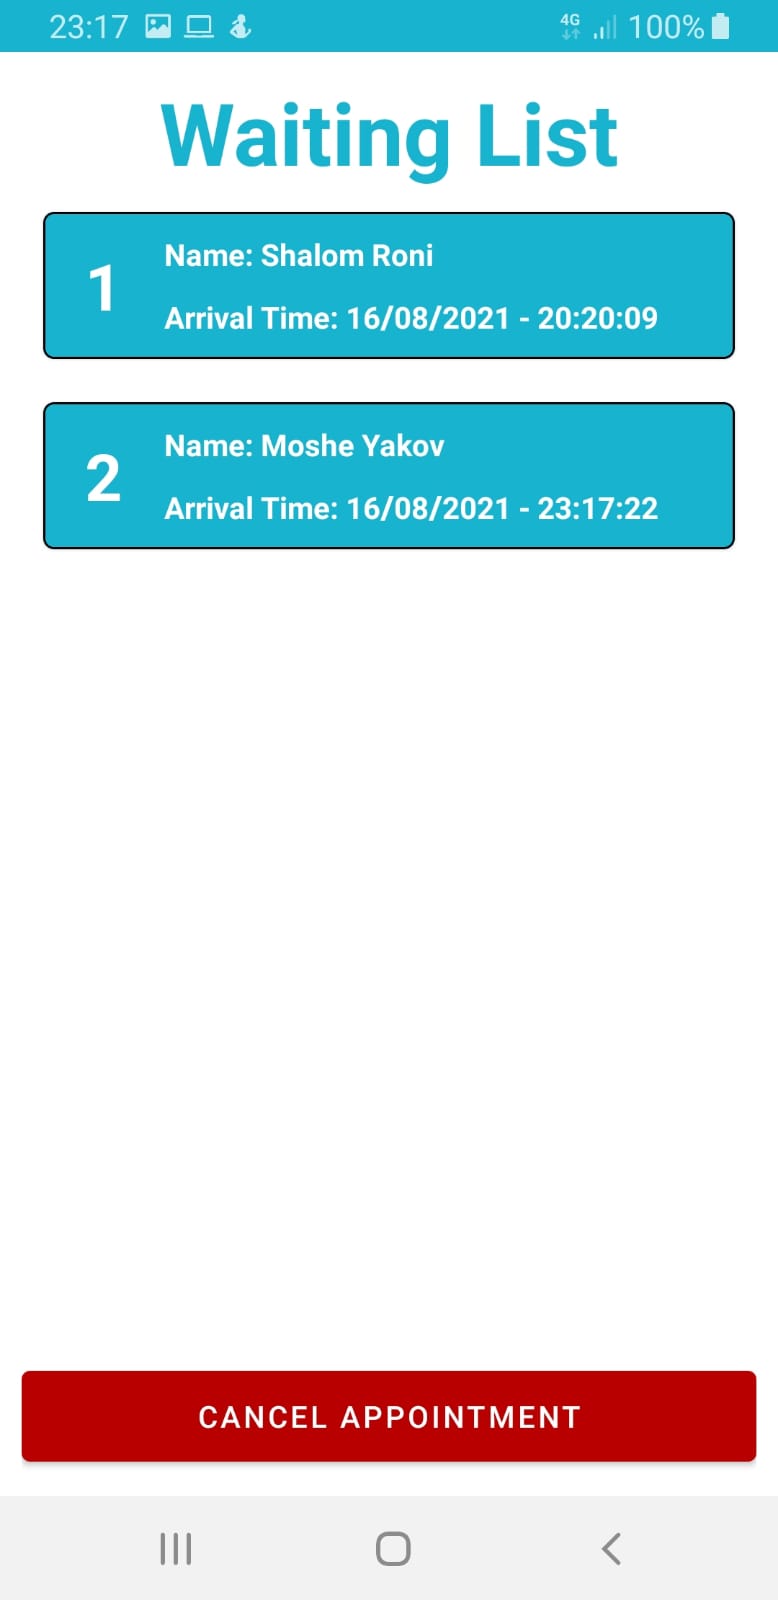 23:17 4G 100%
Waiting List
1
Name: Shalom Roni
Arrival Time: 16/08/2021 - 20:20:09
2
Name: Moshe Yakov
Arrival Time: 16/08/2021 - 23:17:22
CANCEL APPOINTMENT